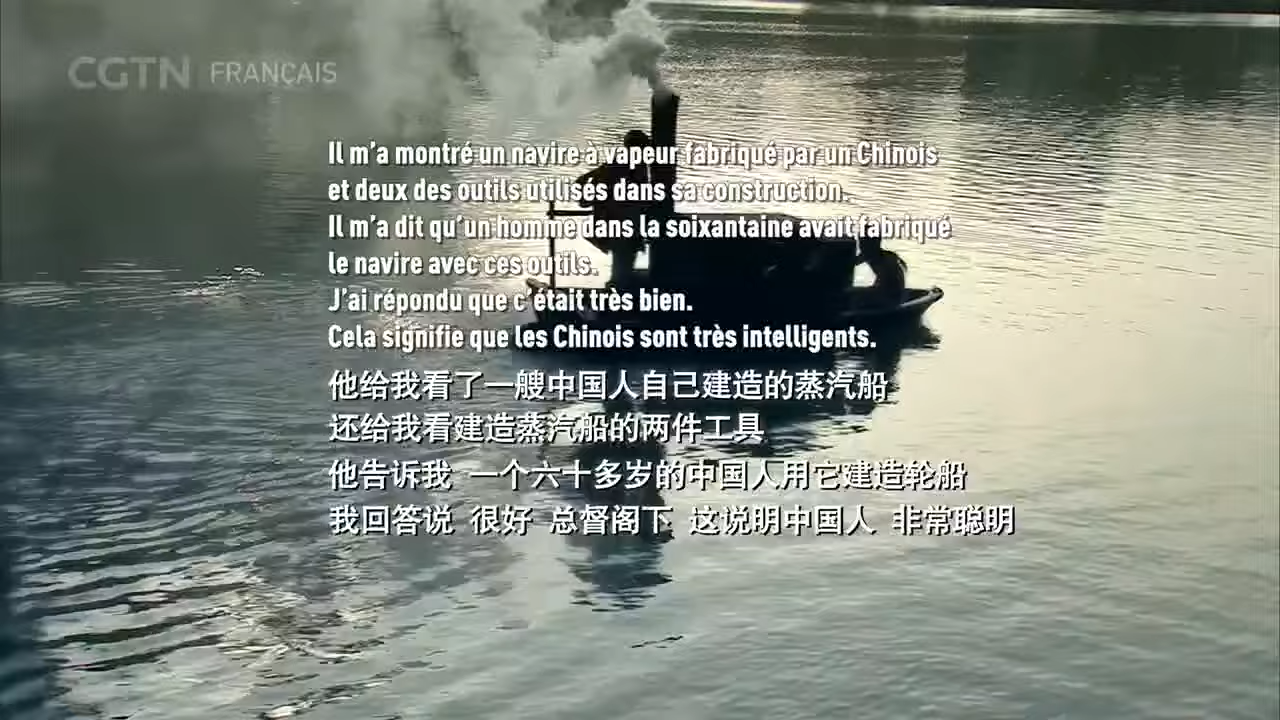 CGTN FRANÇAIS
Il m'a montré un navire à vapeur fabriqué par un Chinois
et deux des outils utilisés dans sa construction.
Il m'a dit qu'un homme dans la soixantaine avait fabriqué
le navire avec ces outils.
J'ai répondu que c'était très bien.
Cela signifie que les Chinois sont très intelligents.
他给我看了一艘中国人自己建造的蒸汽船
还给我看建造蒸汽船的两件工具
他告诉我 一个六十多岁的中国人用它建造轮船
我回答说 很好 总督阁下 这说明中国人 非常聪明